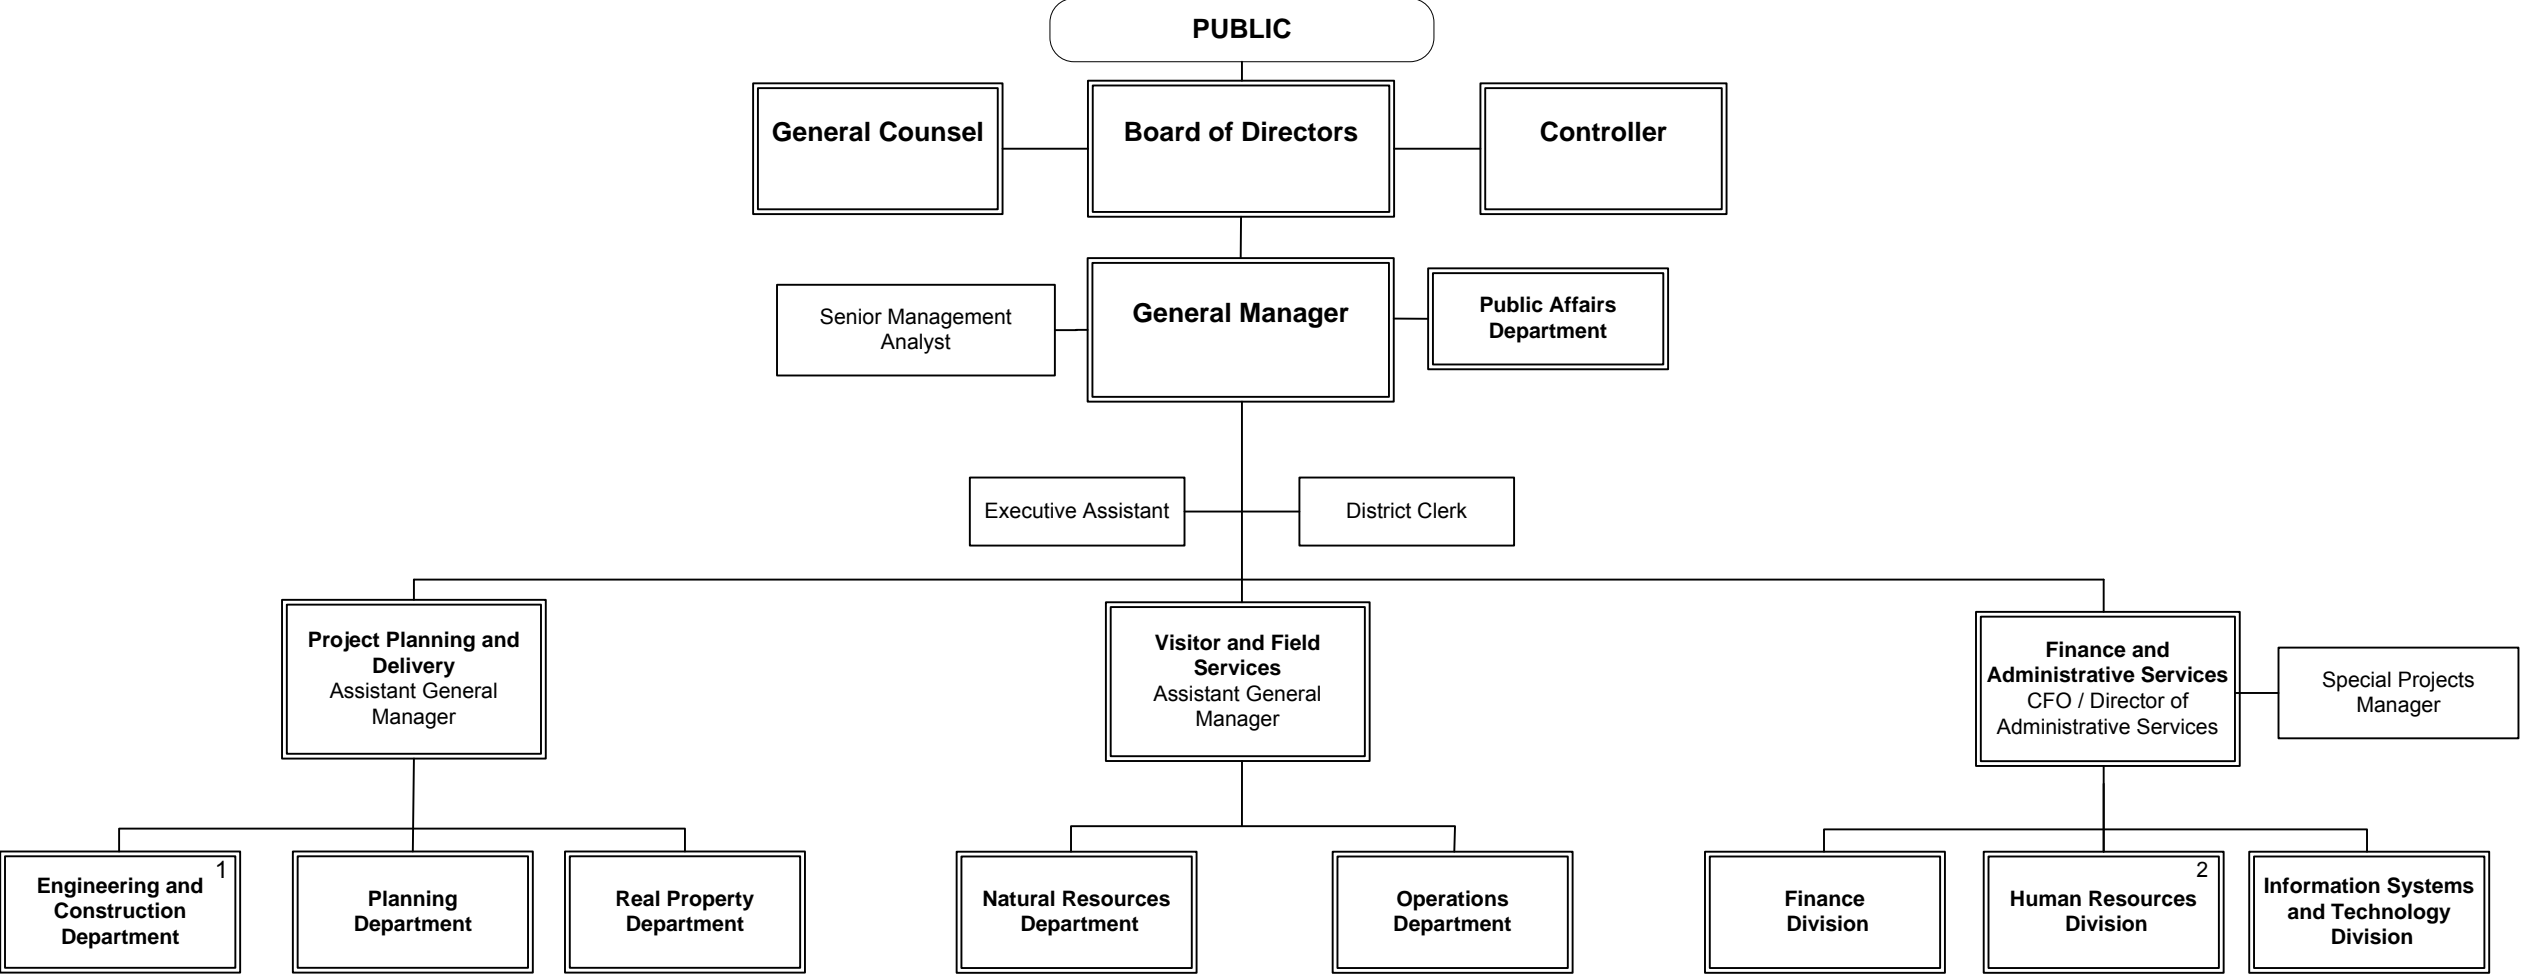 PUBLIC
General Counsel
Board of Directors
Controller
Senior Management
Analyst
General Manager
Public Affairs
Department
Executive Assistant
District Clerk
Project Planning and
Delivery
Assistant General
Manager
Visitor and Field
Services
Assistant General
Manager
Finance and
Administrative Services
CFO / Director of
Administrative Services
Special Projects
Manager
1
Engineering and
Construction
Department
Planning
Department
Real Property
Department
Natural Resources
Department
Operations
Department
Finance
Division
2
Human Resources
Division
Information Systems
and Technology
Division